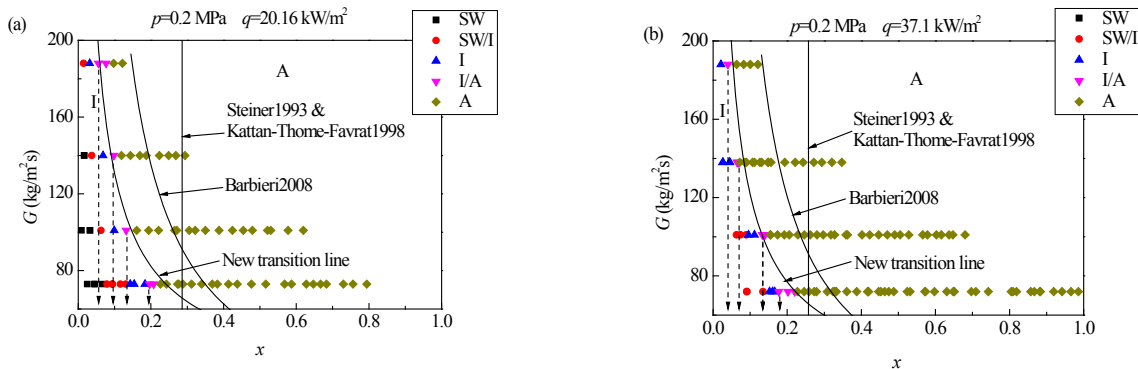 (a)
p=0.2 MPa q=20.16 kW/m²
SW
SW/I
I
I/A
A
200
160
120
80
G (kg/m²s)
I
A
Steiner1993 &
Kattan-Thome-Favrat1998
Barbieri2008
New transition line
0.0 0.2 0.4 0.6 0.8 1.0
x
(b)
p=0.2 MPa q=37.1 kW/m²
SW
SW/I
I
I/A
A
200
160
120
80
G (kg/m²s)
I
A
Steiner1993 &
Kattan-Thome-Favrat1998
Barbieri2008
New transition line
0.0 0.2 0.4 0.6 0.8 1.0
x